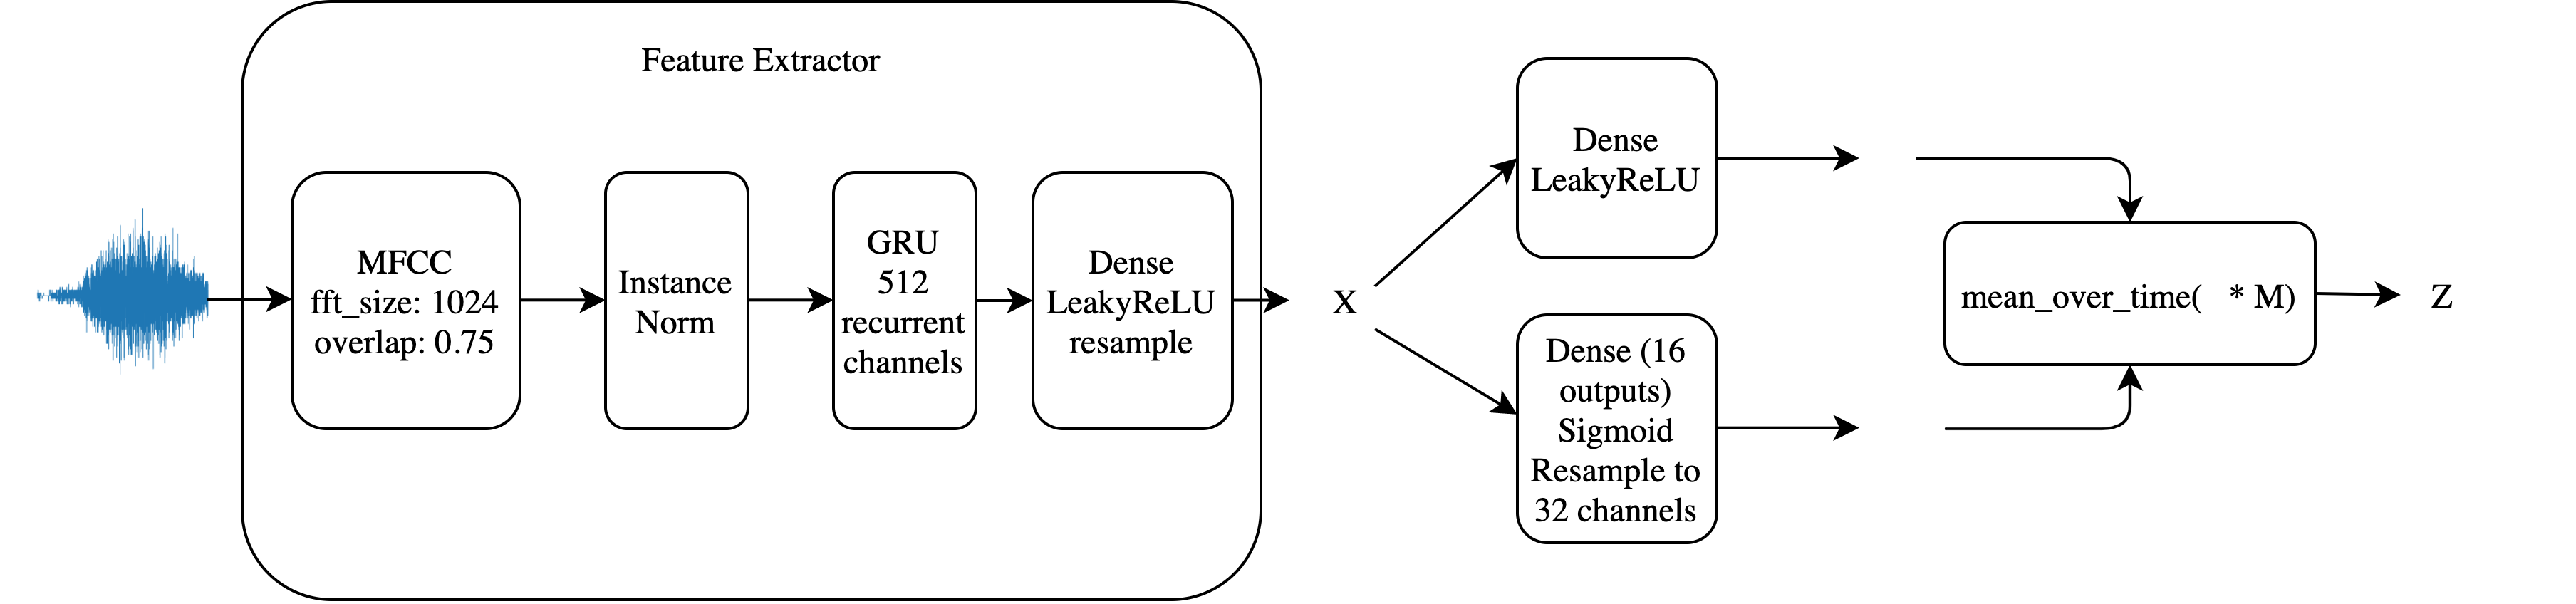 Feature Extractor
MFCC
fft_size: 1024
overlap: 0.75
Instance
Norm
GRU
512
recurrent
channels
Dense
LeakyReLU
resample
X
Dense
LeakyReLU
Dense (16
outputs)
Sigmoid
Resample to
32 channels
mean_over_time(   * M)
Z